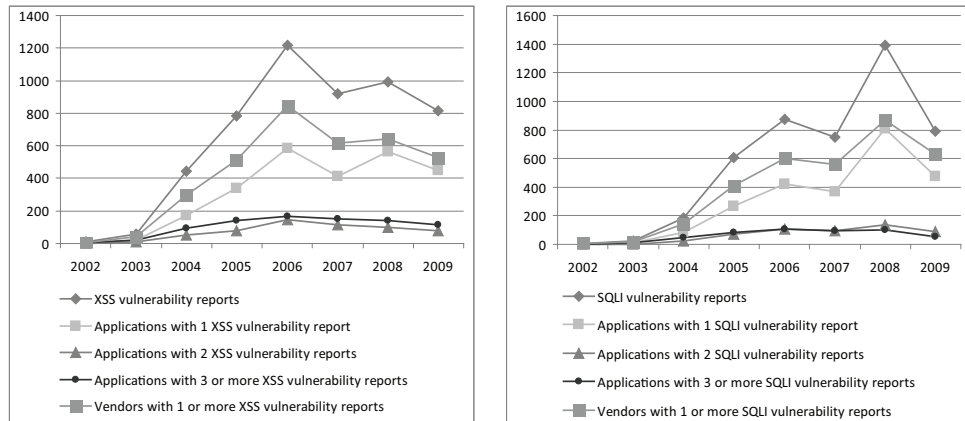 1400
1200
1000
800
600
400
200
0
2002 2003 2004 2005 2006 2007 2008 2009
XSS vulnerability reports
Applications with 1 XSS vulnerability report
Applications with 2 XSS vulnerability reports
Applications with 3 or more XSS vulnerability reports
Vendors with 1 or more XSS vulnerability reports
1600
1400
1200
1000
800
600
400
200
0
2002 2003 2004 2005 2006 2007 2008 2009
SQLI vulnerability reports
Applications with 1 SQLI vulnerability report
Applications with 2 SQLI vulnerability reports
Applications with 3 or more SQLI vulnerability reports
Vendors with 1 or more SQLI vulnerability reports